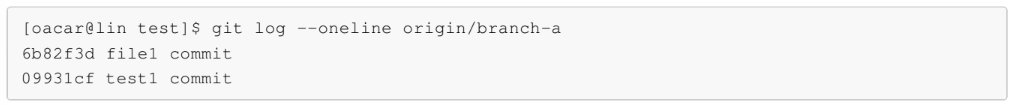 [oacar@lin test]$ git log --oneline origin/branch-a
6b82f3d file1 commit
09931cf test1 commit